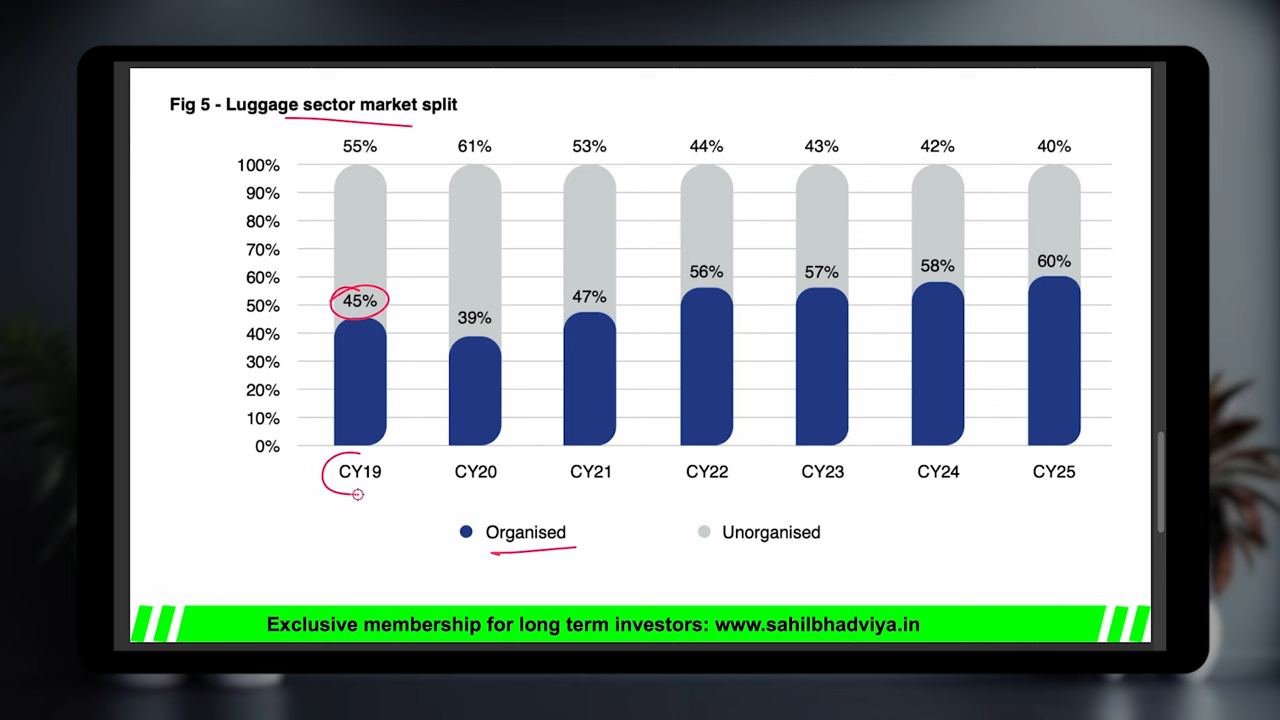 Fig 5 - Luggage sector market split
55% 61% 53% 44% 43% 42% 40%
100%
90%
80%
70%
60%
50%
40%
30%
20%
10%
0%
45% 39% 47% 56% 57% 58% 60%
CY19 CY20 CY21 CY22 CY23 CY24 CY25
Organised Unorganised
Exclusive membership for long term investors: www.sahilbhadviya.in